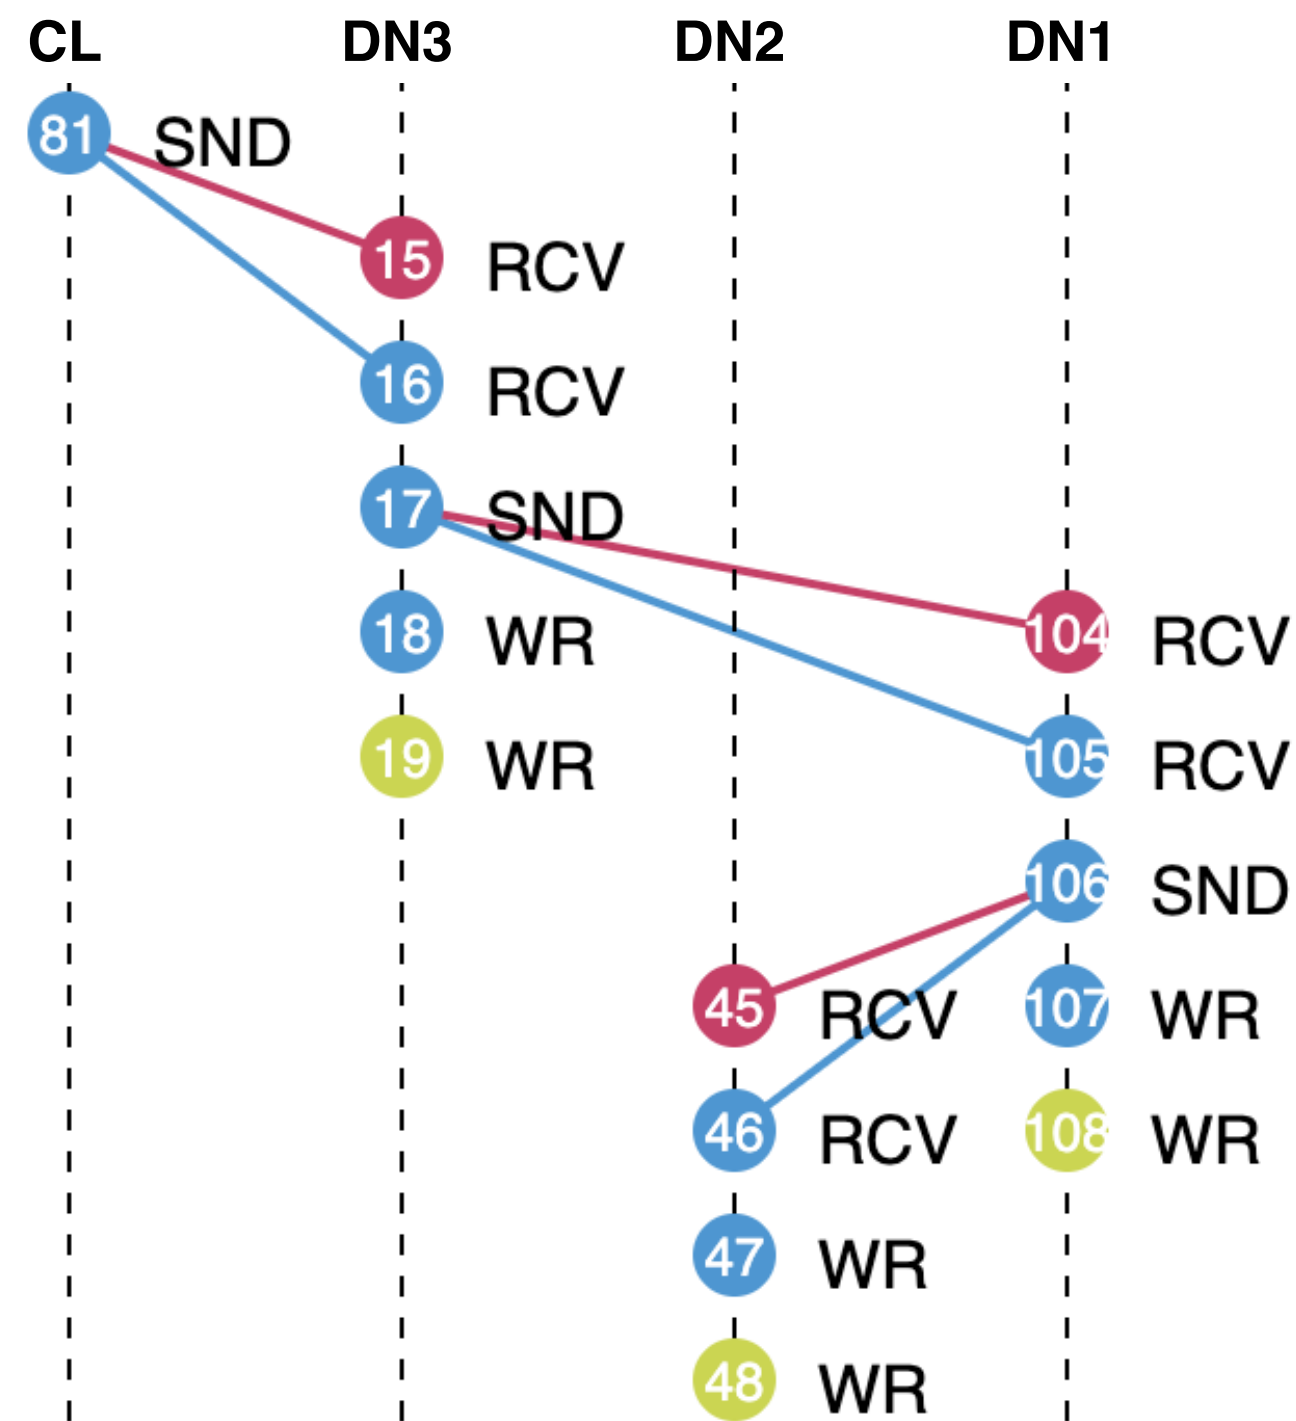 CL DN3 DN2 DN1
81 SND
15 RCV
16 RCV
17 SND
18 WR 104 RCV
19 WR 105 RCV
106 SND
45 RCV 107 WR
46 RCV 108 WR
47 WR
48 WR